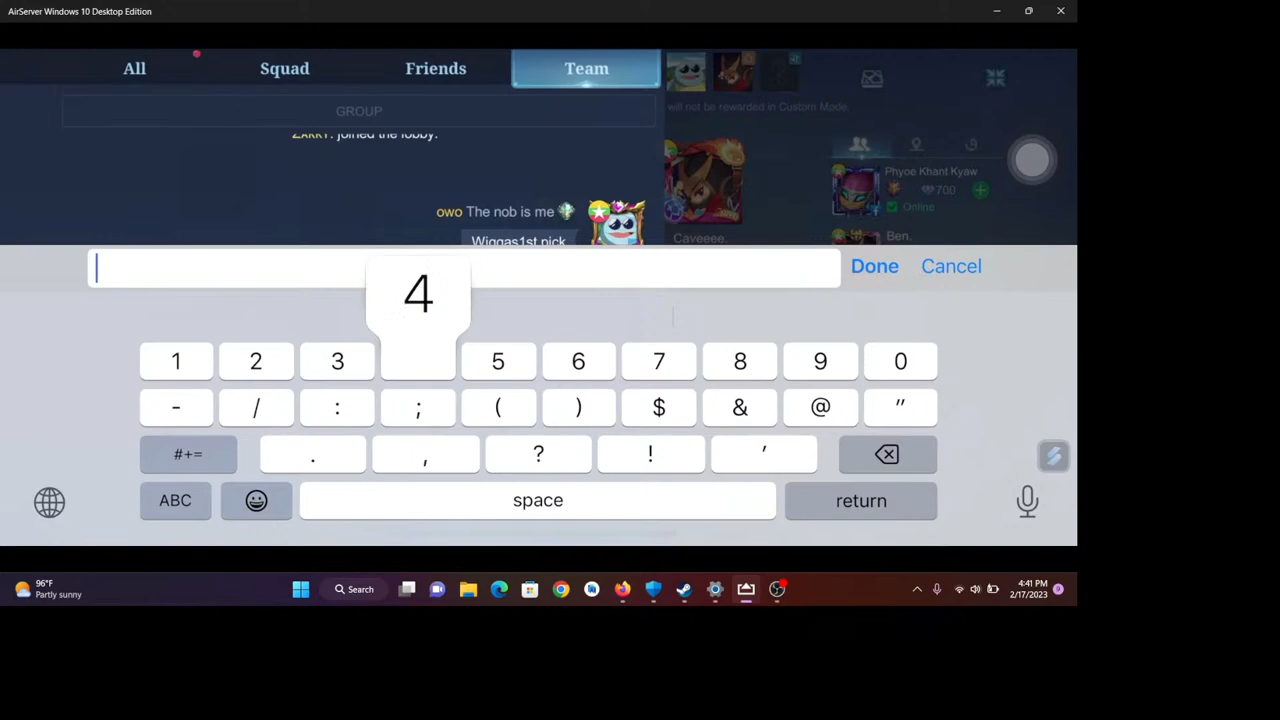 AirServer Windows 10 Desktop Edition
All
Squad
Friends
Team
GROUP
will not be rewarded in Custom Mode.
ZARKY: joined the lobby.
Phyoe Khant Kyaw
700
Online
owo The nob is me
Wiggas1st pick
Caveeee.
Ben.
Done
Cancel
4
1 2 3 5 6 7 8 9 0
- / : ; ( ) $ & @ "
#+= . , ? ! '
ABC
space
return
96°F
Partly sunny
Search
4:41 PM
2/17/2023